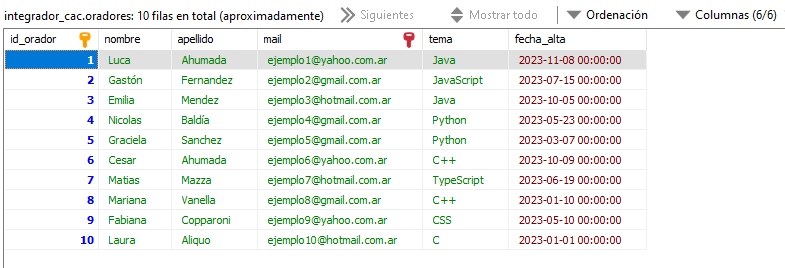 integrador_cac.oradores: 10 filas en total (aproximadamente) Siguientes Mostrar todo Ordenación Columnas (6/6)
id_orador nombre apellido mail tema fecha_alta
1 Luca Ahumada ejemplo1@yahoo.com.ar Java 2023-11-08 00:00:00
2 Gastón Fernandez ejemplo2@gmail.com.ar JavaScript 2023-07-15 00:00:00
3 Emilia Mendez ejemplo3@hotmail.com.ar Java 2023-10-05 00:00:00
4 Nicolas Baldía ejemplo4@gmail.com.ar Python 2023-05-23 00:00:00
5 Graciela Sanchez ejemplo5@gmail.com.ar Python 2023-03-07 00:00:00
6 Cesar Ahumada ejemplo6@yahoo.com.ar C++ 2023-10-09 00:00:00
7 Matias Mazza ejemplo7@hotmail.com.ar TypeScript 2023-06-19 00:00:00
8 Mariana Vanella ejemplo8@gmail.com.ar C++ 2023-01-10 00:00:00
9 Fabiana Copparoni ejemplo9@yahoo.com.ar CSS 2023-05-10 00:00:00
10 Laura Aliquo ejemplo10@hotmail.com.ar C 2023-01-01 00:00:00